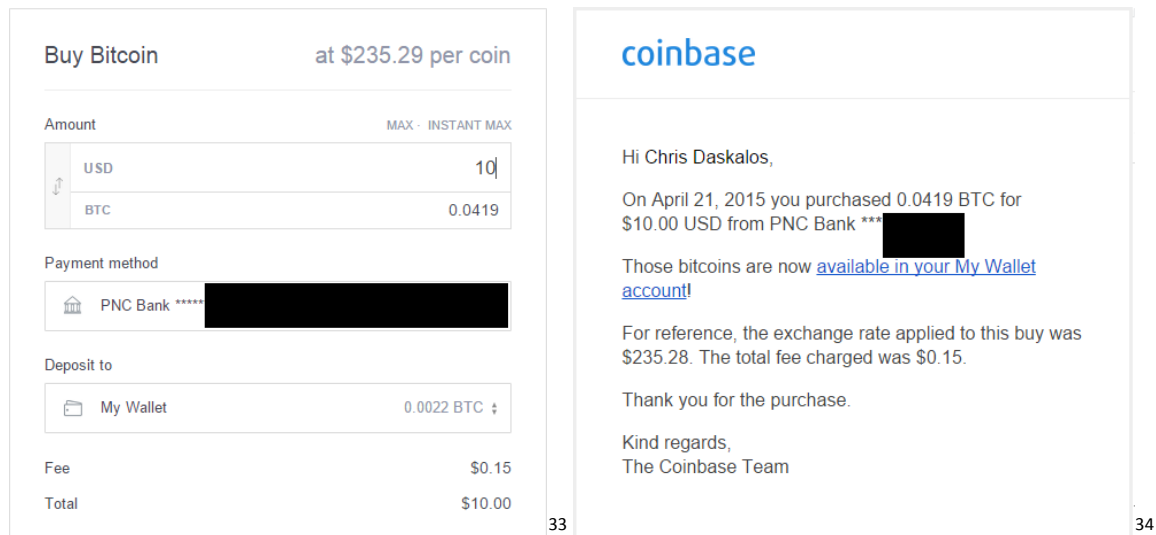 Buy Bitcoin at $235.29 per coin
Amount MAX · INSTANT MAX
USD 10
BTC 0.0419
Payment method
PNC Bank *****
Deposit to
My Wallet 0.0022 BTC
Fee $0.15
Total $10.00
33
coinbase
Hi Chris Daskalos,
On April 21, 2015 you purchased 0.0419 BTC for
$10.00 USD from PNC Bank ***
Those bitcoins are now available in your My Wallet
account!
For reference, the exchange rate applied to this buy was
$235.28. The total fee charged was $0.15.
Thank you for the purchase.
Kind regards,
The Coinbase Team
34